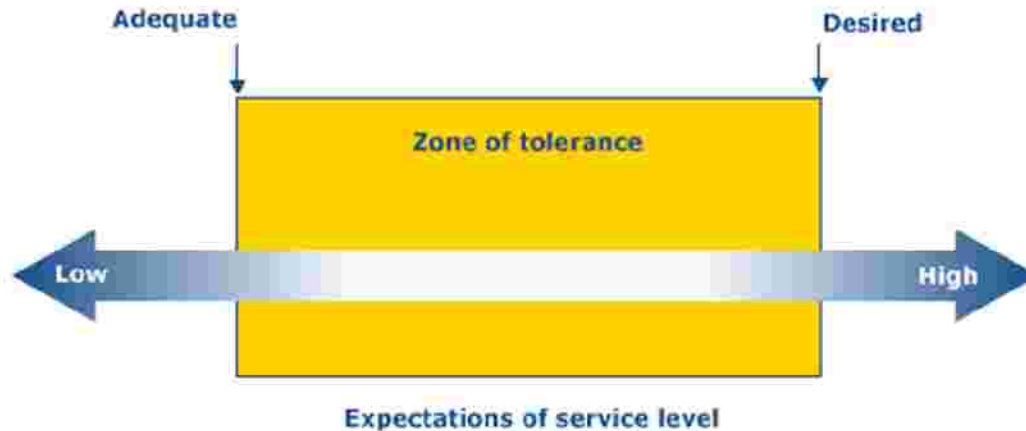 Adequate
Desired
Zone of tolerance
Low
High
Expectations of service level